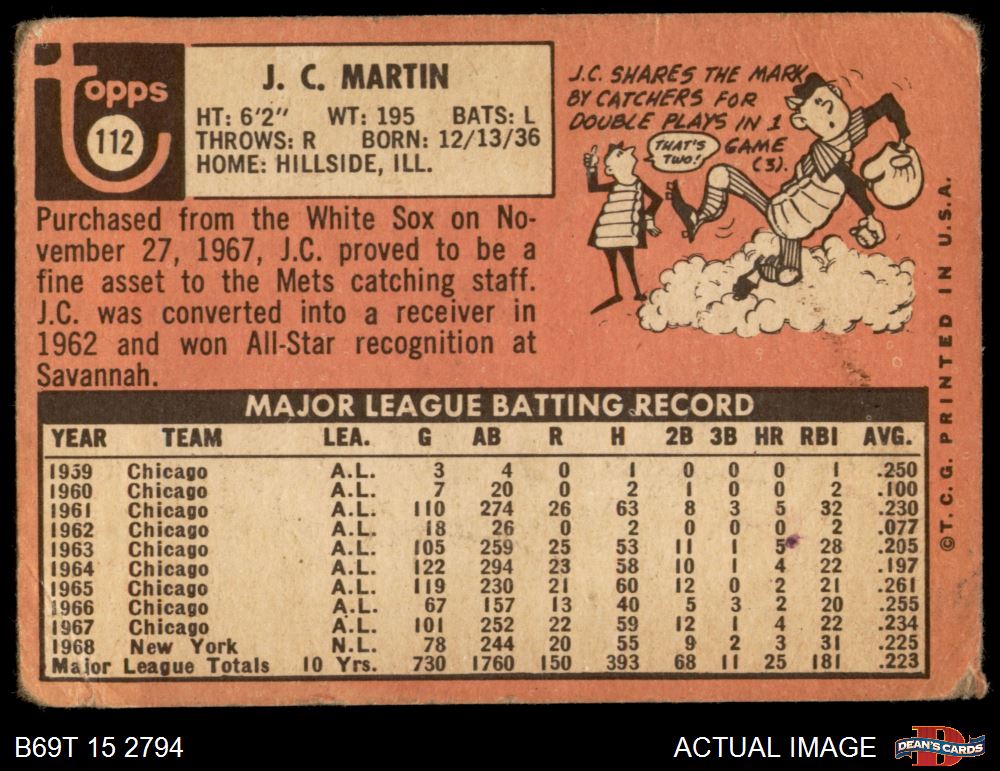 topps
112
J. C. MARTIN
HT: 6'2" WT: 195 BATS: L
THROWS: R BORN: 12/13/36
HOME: HILLSIDE, ILL.
J.C. SHARES THE MARK
BY CATCHERS FOR
DOUBLE PLAYS IN 1
GAME
(3).
THAT'S
TWO!
Purchased from the White Sox on No-
vember 27, 1967, J.C. proved to be a
fine asset to the Mets catching staff.
J.C. was converted into a receiver in
1962 and won All-Star recognition at
Savannah.
MAJOR LEAGUE BATTING RECORD
YEAR TEAM LEA. G AB R H 2B 3B HR RBI AVG.
1959 Chicago A.L. 3 4 0 1 0 0 0 1 .250
1960 Chicago A.L. 7 20 0 2 1 0 0 2 .100
1961 Chicago A.L. 110 274 26 63 8 3 5 32 .230
1962 Chicago A.L. 18 26 0 2 0 0 0 2 .077
1963 Chicago A.L. 105 259 25 53 11 1 5 28 .205
1964 Chicago A.L. 122 294 23 58 10 1 4 22 .197
1965 Chicago A.L. 119 230 21 60 12 0 2 21 .261
1966 Chicago A.L. 67 157 13 40 5 3 2 20 .255
1967 Chicago A.L. 101 252 22 59 12 1 4 22 .234
1968 New York N.L. 78 244 20 55 9 2 3 31 .225
Major League Totals 10 Yrs. 730 1760 150 393 68 11 25 181 .223
©T.C.G. PRINTED IN U.S.A.
B69T 15 2794
ACTUAL IMAGE
DEAN'S CARDS